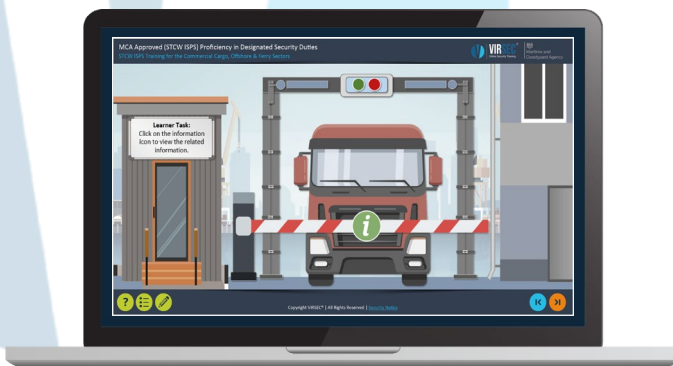 MCA Approved (STCW ISPS) Proficiency in Designated Security Duties
STCW ISPS Training for the Commercial Cargo, Offshore & Ferry Sectors
VIRSEC®
Maritime and
Coastguard Agency
Learner Task:
Click on the information
icon to view the related
information.
i
?
Copyright VIRSEC® | All Rights Reserved | Security Notice